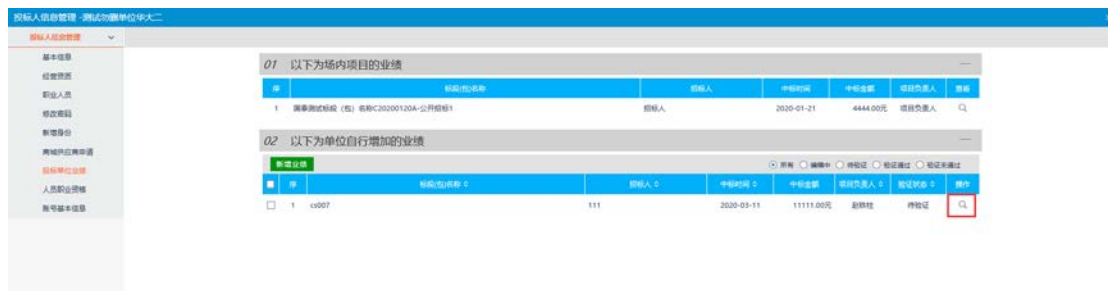 投标人信息管理 -测试勿删单位华大二
投标人信息管理
基本信息
经营资质
职业人员
修改密码
新增身份
商城供应商申请
投标单位业绩
人员职业资格
账号基本信息
01 以下为场内项目的业绩
序 标段(包)名称 招标人 中标时间 中标金额 项目负责人 查看
1 国泰测试标段（包）名称C20200120A-公开招标1 招标人 2020-01-21 4444.00元 项目负责人
02 以下为单位自行增加的业绩
新增业绩 所有 编辑中 待验证 验证通过 验证未通过
序 标段(包)名称 招标人 中标时间 中标金额 项目负责人 验证状态 操作
1 cs007 111 2020-03-11 11111.00元 赵铁柱 待验证